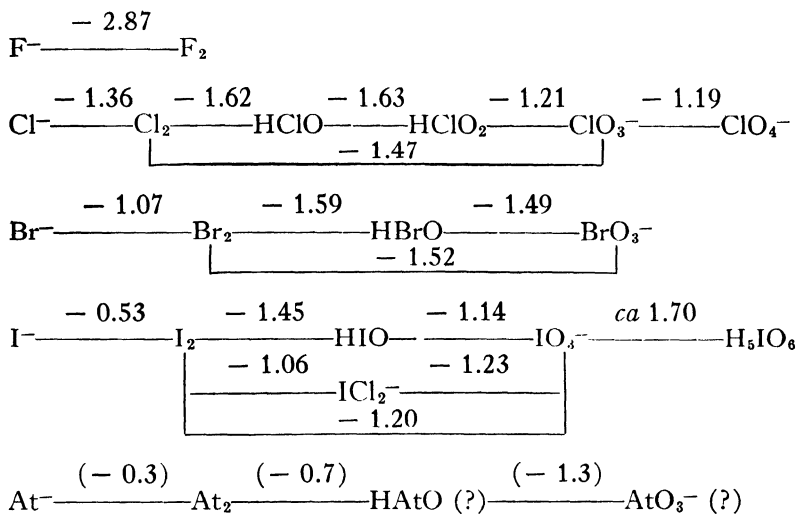 − 2.87
F⁻ F₂
− 1.36 − 1.62 − 1.63 − 1.21 − 1.19
Cl⁻ Cl₂ HClO HClO₂ ClO₃⁻ ClO₄⁻
− 1.47
− 1.07 − 1.59 − 1.49
Br⁻ Br₂ HBrO BrO₃⁻
− 1.52
− 0.53 − 1.45 − 1.14 ca 1.70
I⁻ I₂ HIO IO₃⁻ H₅IO₆
− 1.06 − 1.23
ICl₂⁻
− 1.20
(− 0.3) (− 0.7) (− 1.3)
At⁻ At₂ HAtO (?) AtO₃⁻ (?)